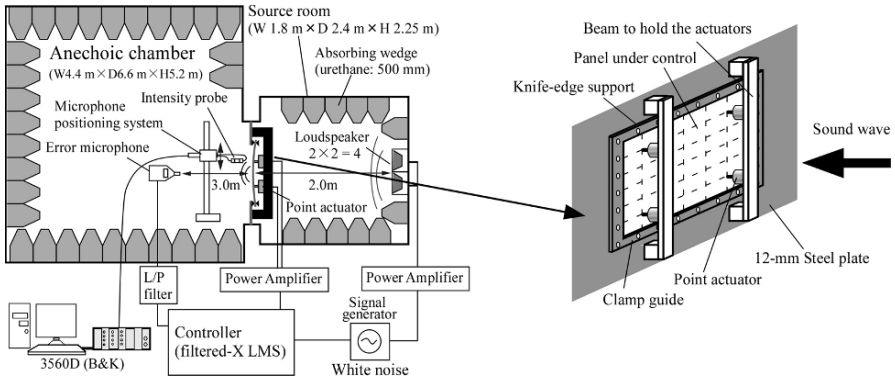 Source room
(W 1.8 m×D 2.4 m×H 2.25 m)
Anechoic chamber
(W4.4 m×D6.6 m×H5.2 m)
Absorbing wedge
(urethane: 500 mm)
Microphone
positioning system
Intensity probe
Error microphone
Loudspeaker
2×2 = 4
3.0m
2.0m
Point actuator
L/P
filter
Power Amplifier
Power Amplifier
Signal
generator
Controller
(filtered-X LMS)
White noise
3560D (B&K)
Beam to hold the actuators
Panel under control
Knife-edge support
Sound wave
12-mm Steel plate
Point actuator
Clamp guide